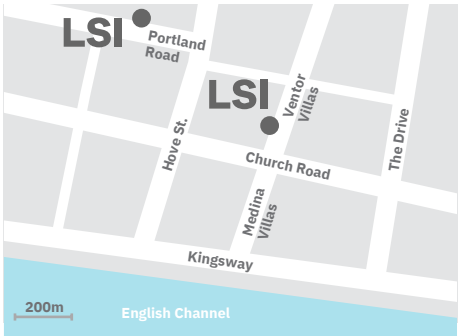 LSI
Portland
Road
LSI
Ventor
Villas
Hove St.
The Drive
Church Road
Medina
Villas
Kingsway
200m
English Channel